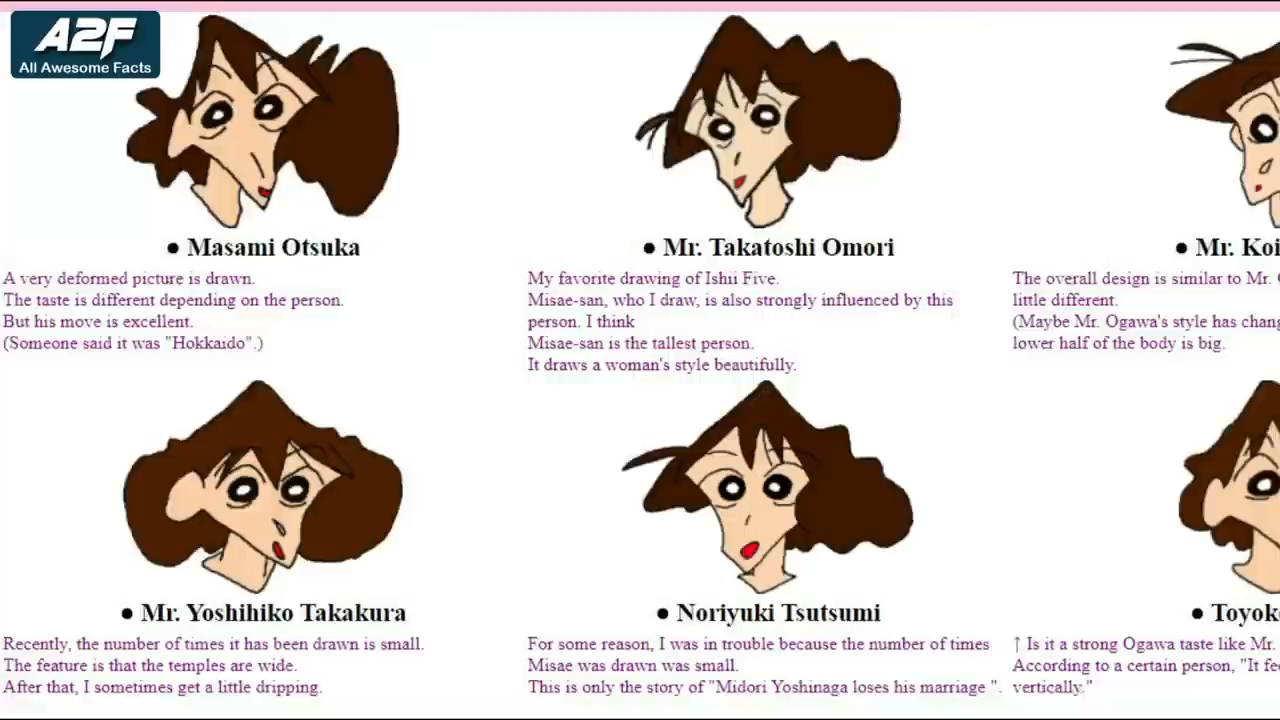 A2F
All Awesome Facts
● Masami Otsuka
A very deformed picture is drawn.
The taste is different depending on the person.
But his move is excellent.
(Someone said it was "Hokkaido".)
● Mr. Takatoshi Omori
My favorite drawing of Ishii Five.
Misae-san, who I draw, is also strongly influenced by this
person. I think
Misae-san is the tallest person.
It draws a woman's style beautifully.
● Mr. Koi
The overall design is similar to Mr.
little different.
(Maybe Mr. Ogawa's style has chang
lower half of the body is big.
● Mr. Yoshihiko Takakura
Recently, the number of times it has been drawn is small.
The feature is that the temples are wide.
After that, I sometimes get a little dripping.
● Noriyuki Tsutsumi
For some reason, I was in trouble because the number of times
Misae was drawn was small.
This is only the story of "Midori Yoshinaga loses his marriage ".
● Toyok
↑ Is it a strong Ogawa taste like Mr.
According to a certain person, "It fee
vertically."